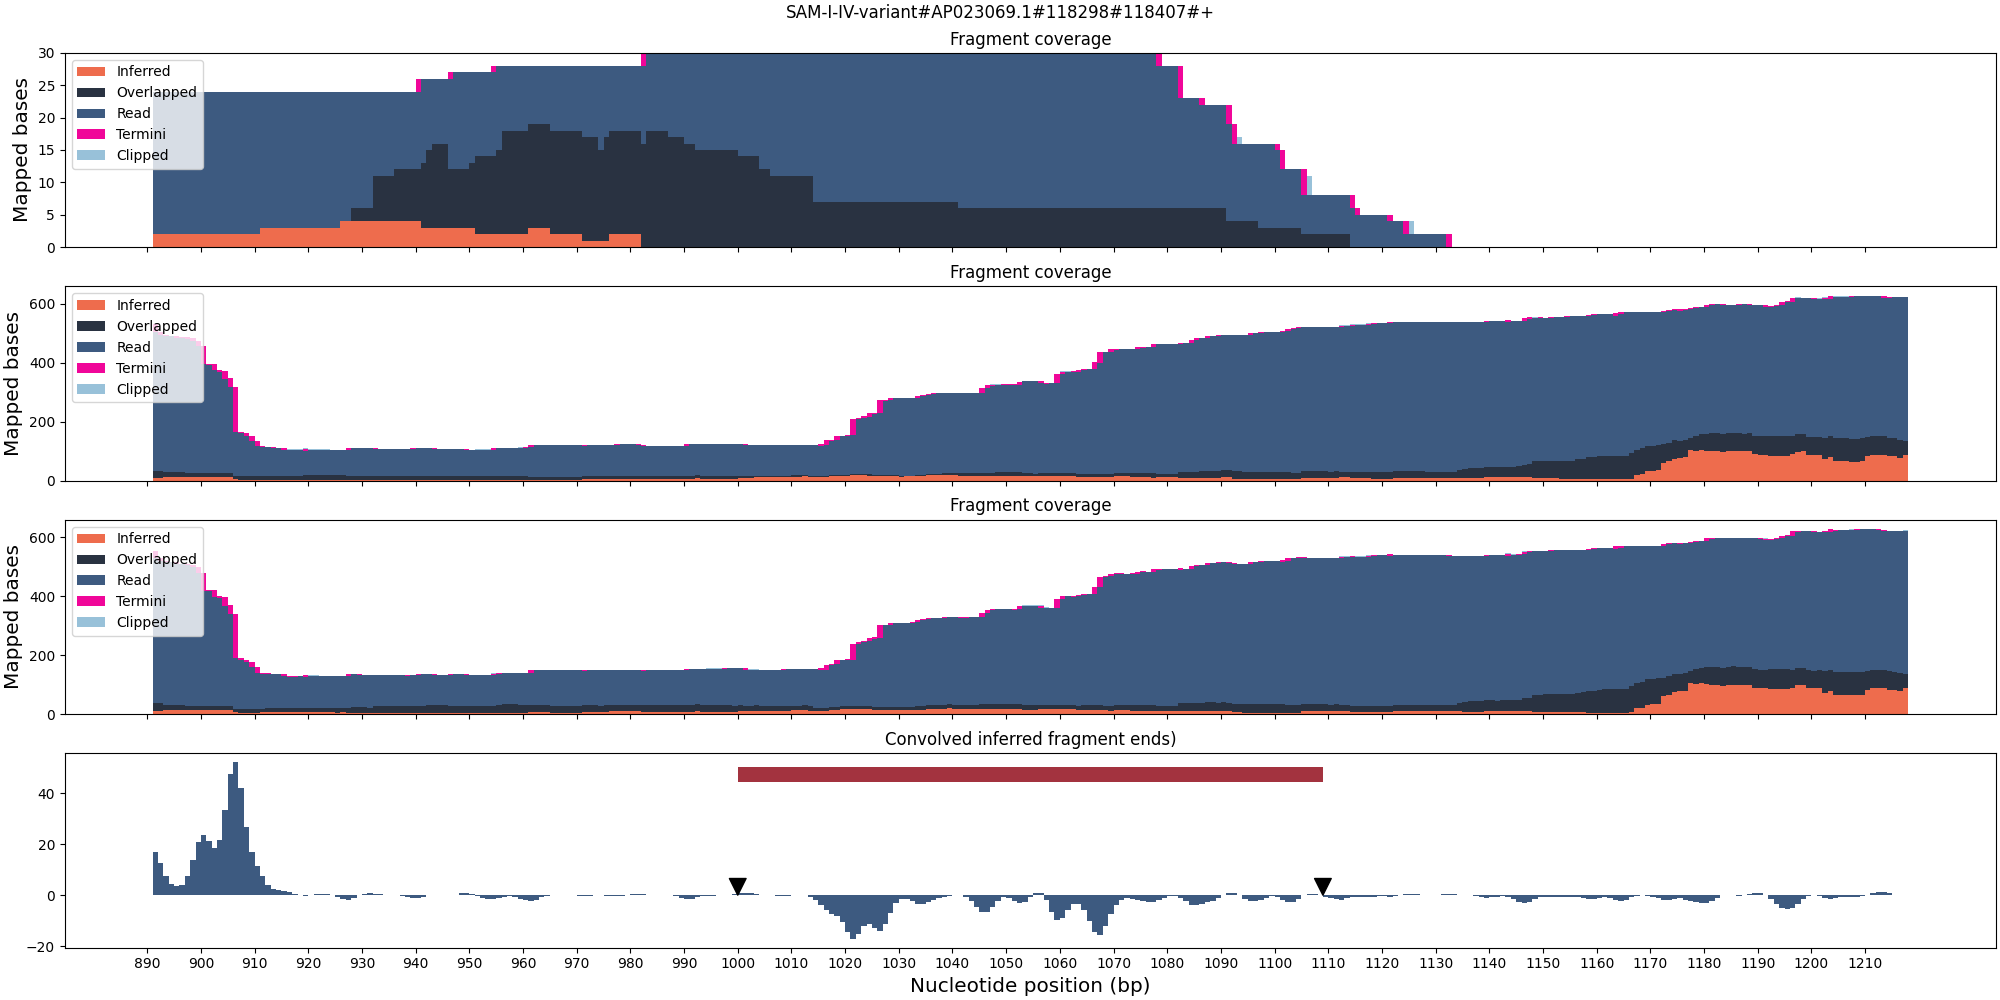 SAM-I-IV-variant#AP023069.1#118298#118407#+
Fragment coverage
Mapped bases
30
25
20
15
10
5
0
Inferred
Overlapped
Read
Termini
Clipped
Fragment coverage
Mapped bases
600
400
200
0
Inferred
Overlapped
Read
Termini
Clipped
Fragment coverage
Mapped bases
600
400
200
0
Inferred
Overlapped
Read
Termini
Clipped
Convolved inferred fragment ends)
40
20
0
−20
890 900 910 920 930 940 950 960 970 980 990 1000 1010 1020 1030 1040 1050 1060 1070 1080 1090 1100 1110 1120 1130 1140 1150 1160 1170 1180 1190 1200 1210
Nucleotide position (bp)